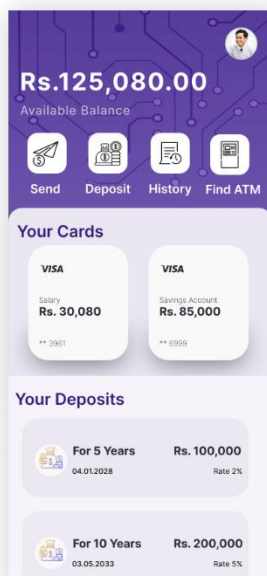 Rs.125,080.00
Available Balance
Send Deposit History Find ATM
Your Cards
VISA VISA
Salary Savings Account
Rs. 30,080 Rs. 85,000
** 3961 ** 6999
Your Deposits
For 5 Years Rs. 100,000
04.01.2028 Rate 2%
For 10 Years Rs. 200,000
03.05.2033 Rate 5%